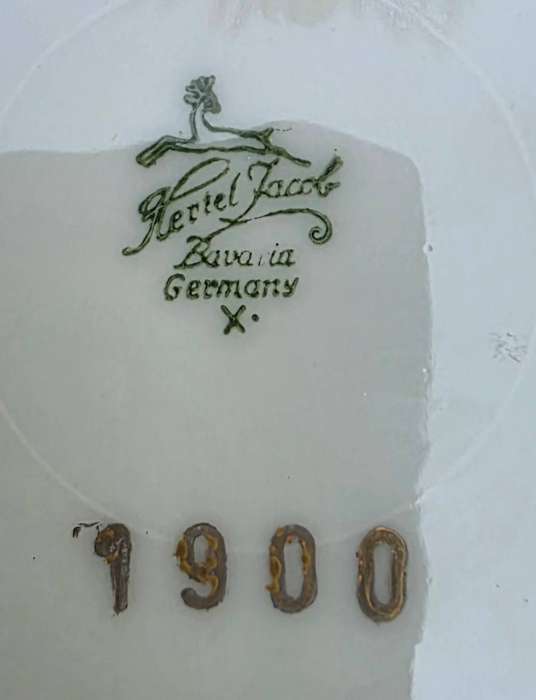 Hertel Jacob
Bavaria
Germany
X.
1900